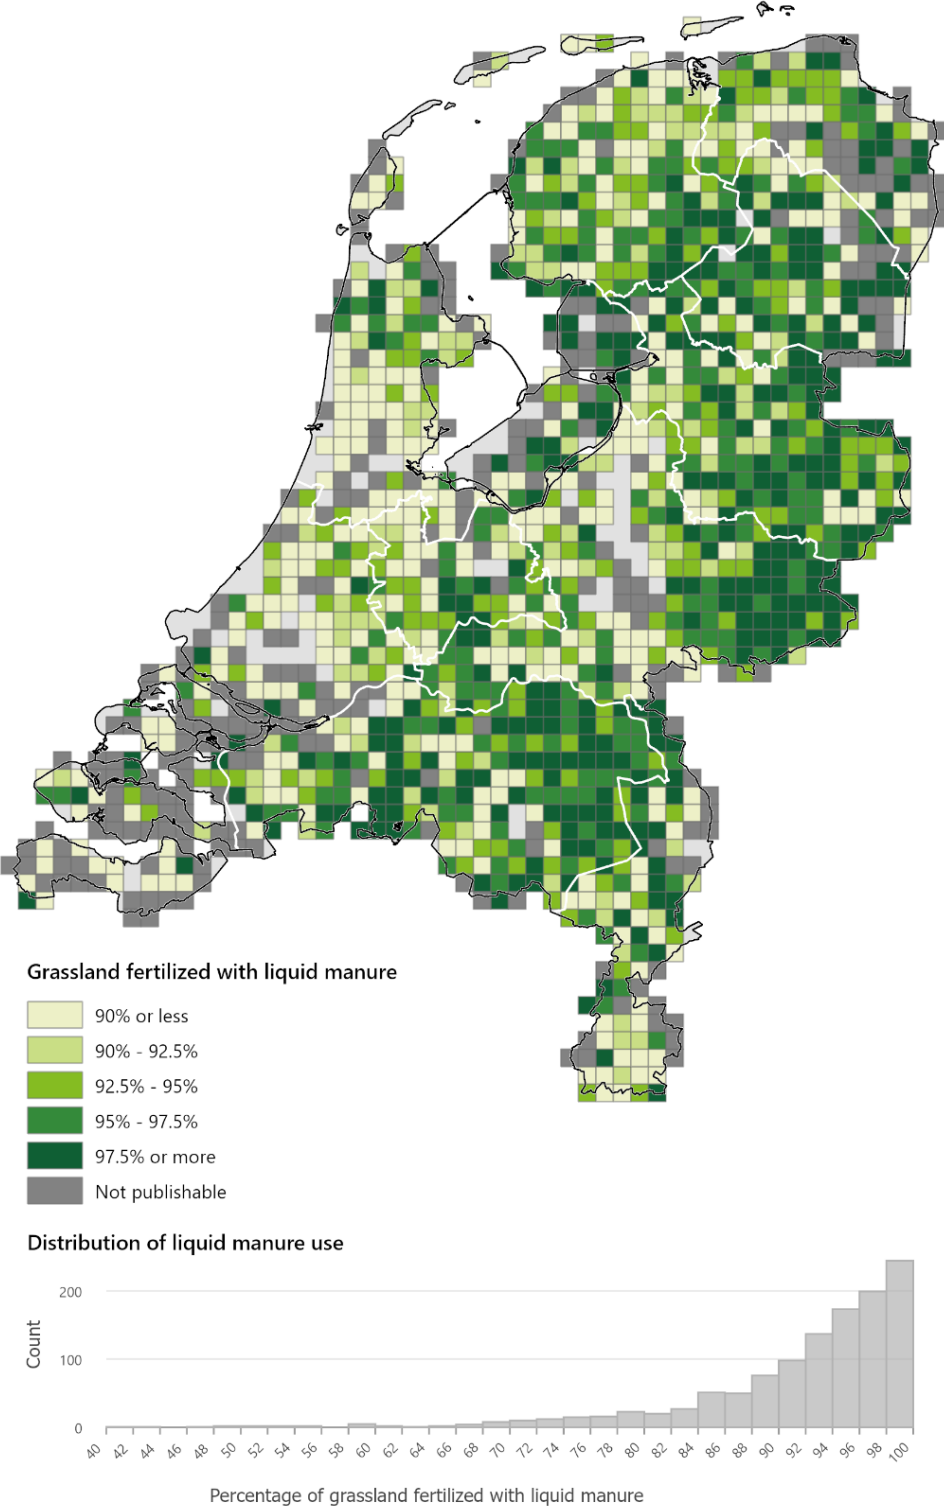 Grassland fertilized with liquid manure
90% or less
90% - 92.5%
92.5% - 95%
95% - 97.5%
97.5% or more
Not publishable
Distribution of liquid manure use
Count
200
100
0
40 42 44 46 48 50 52 54 56 58 60 62 64 66 68 70 72 74 76 78 80 82 84 86 88 90 92 94 96 98 100
Percentage of grassland fertilized with liquid manure